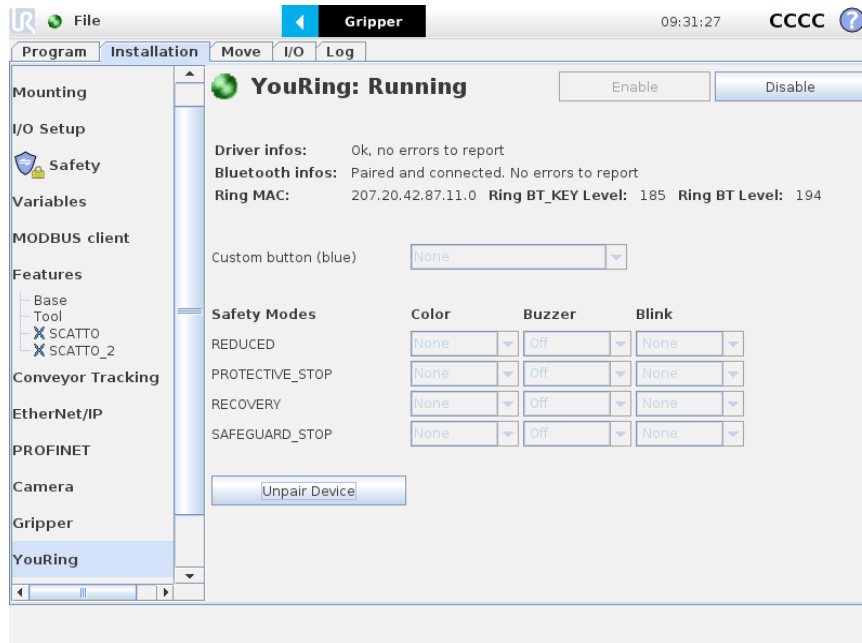 UR File Gripper 09:31:27 CCCC ?
Program Installation Move I/O Log
Mounting
I/O Setup
Safety
Variables
MODBUS client
Features
Base
Tool
SCATTO
SCATTO_2
Conveyor Tracking
EtherNet/IP
PROFINET
Camera
Gripper
YouRing
YouRing: Running Enable Disable
Driver infos: Ok, no errors to report
Bluetooth infos: Paired and connected. No errors to report
Ring MAC: 207.20.42.87.11.0 Ring BT_KEY Level: 185 Ring BT Level: 194
Custom button (blue) None
Safety Modes Color Buzzer Blink
REDUCED None Off None
PROTECTIVE_STOP None Off None
RECOVERY None Off None
SAFEGUARD_STOP None Off None
Unpair Device